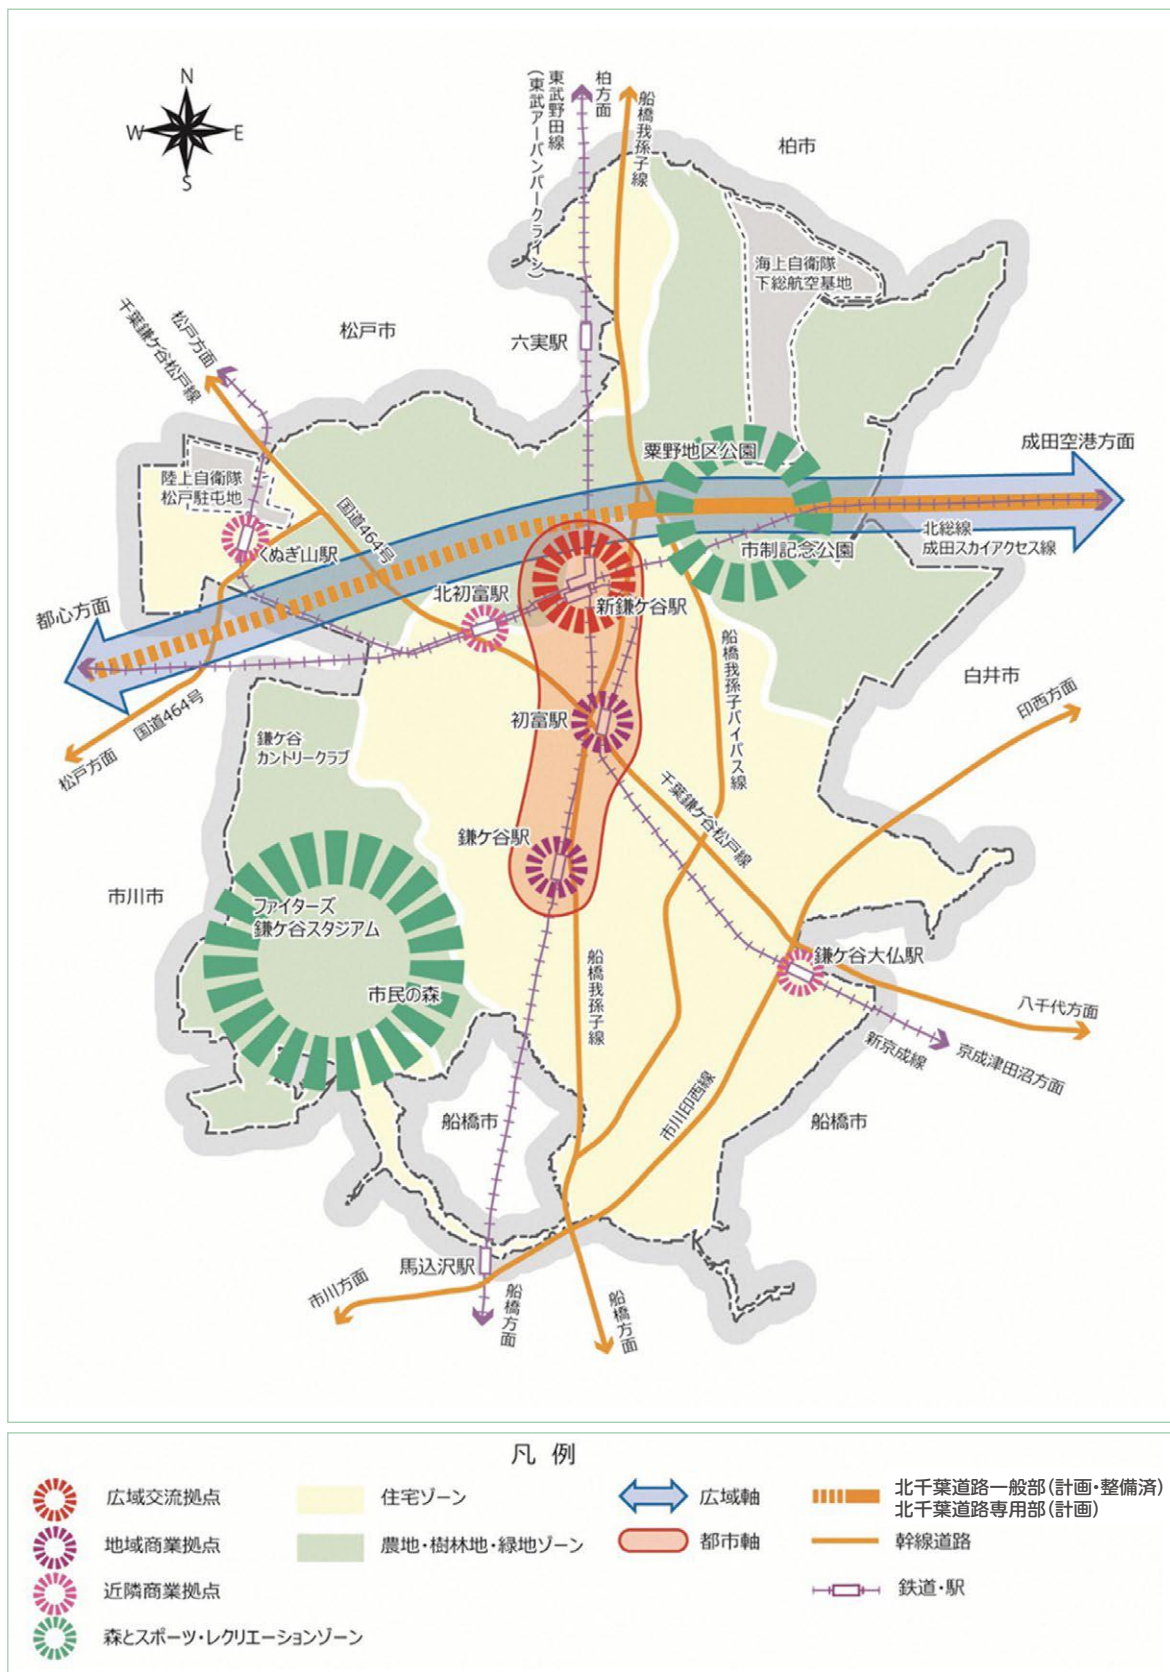 N
W
E
S
東武野田線
(東武アーバンパークライン)
柏方面
船橋我孫子線
柏市
海上自衛隊
下総航空基地
松戸市
六実駅
松戸方面
千葉鎌ケ谷松戸線
粟野地区公園
成田空港方面
陸上自衛隊
松戸駐屯地
国道464号
くぬぎ山駅
市制記念公園
北総線
成田スカイアクセス線
北初富駅
新鎌ケ谷駅
都心方面
船橋我孫子バイパス線
白井市
印西方面
国道464号
松戸方面
初富駅
鎌ケ谷
カントリークラブ
千葉鎌ケ谷松戸線
鎌ケ谷駅
市川市
ファイターズ
鎌ケ谷スタジアム
市民の森
船橋我孫子線
鎌ケ谷大仏駅
八千代方面
新京成線
京成津田沼方面
市川印西線
船橋市
船橋市
馬込沢駅
市川方面
船橋方面
船橋方面
凡 例
広域交流拠点
住宅ゾーン
広域軸
北千葉道路一般部(計画・整備済)
北千葉道路専用部(計画)
地域商業拠点
農地・樹林地・緑地ゾーン
都市軸
幹線道路
近隣商業拠点
鉄道・駅
森とスポーツ・レクリエーションゾーン